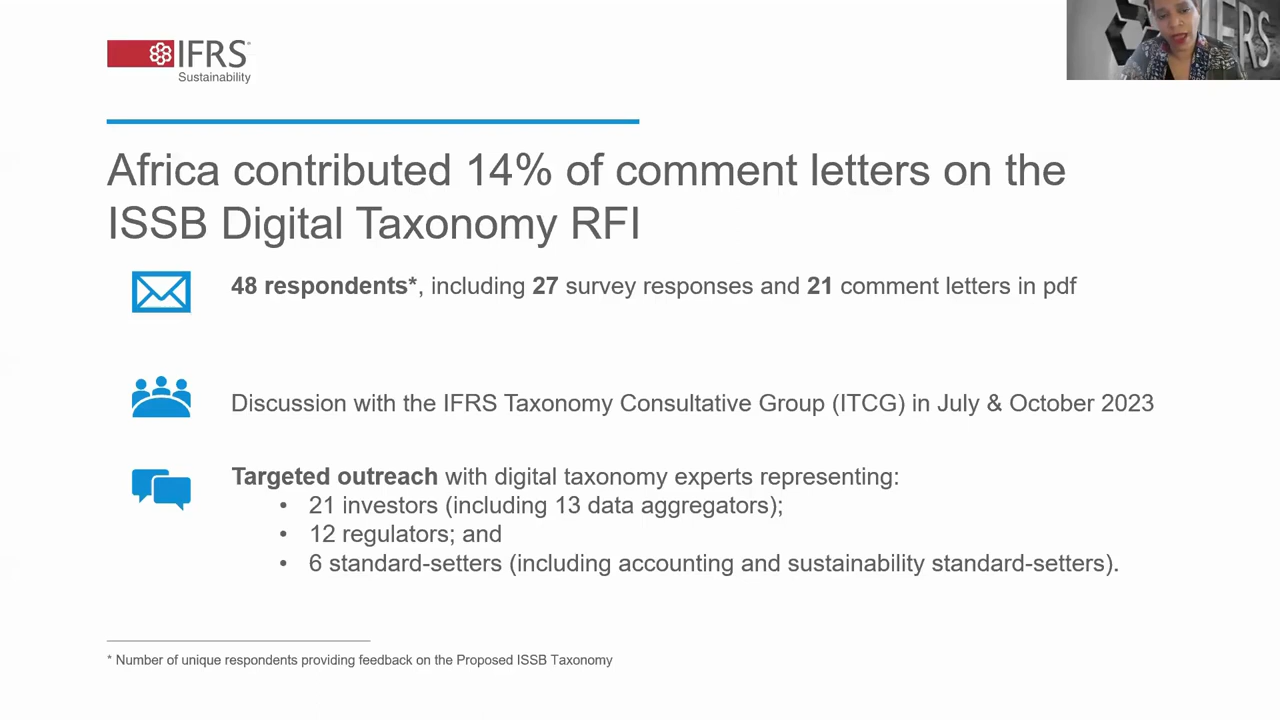 IFRS
Sustainability
IFRS
Africa contributed 14% of comment letters on the
ISSB Digital Taxonomy RFI
48 respondents*, including 27 survey responses and 21 comment letters in pdf
Discussion with the IFRS Taxonomy Consultative Group (ITCG) in July & October 2023
Targeted outreach with digital taxonomy experts representing:
• 21 investors (including 13 data aggregators);
• 12 regulators; and
• 6 standard-setters (including accounting and sustainability standard-setters).
* Number of unique respondents providing feedback on the Proposed ISSB Taxonomy